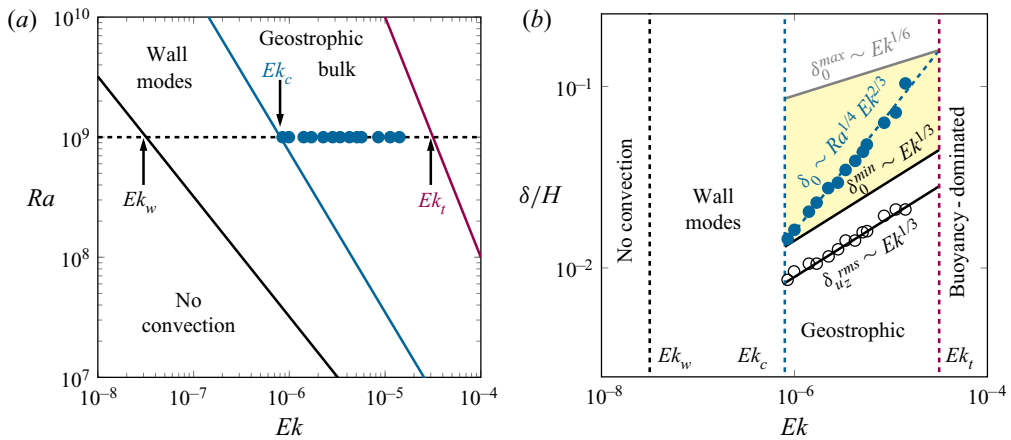 (a)
10^10
10^9
10^8
10^7
Ra
Wall
modes
Geostrophic
bulk
Ek_c
Ek_w
Ek_t
No
convection
10^−8
10^−7
10^−6
10^−5
10^−4
Ek
(b)
10^−1
10^−2
δ/H
No convection
Wall
modes
δ_0^max ~ Ek^1/6
δ_0 ~ Ra^1/4 Ek^2/3
δ_0^min ~ Ek^1/3
δ_{u_z}^rms ~ Ek^1/3
Buoyancy - dominated
Geostrophic
Ek_w
Ek_c
Ek_t
10^−8
10^−6
10^−4
Ek